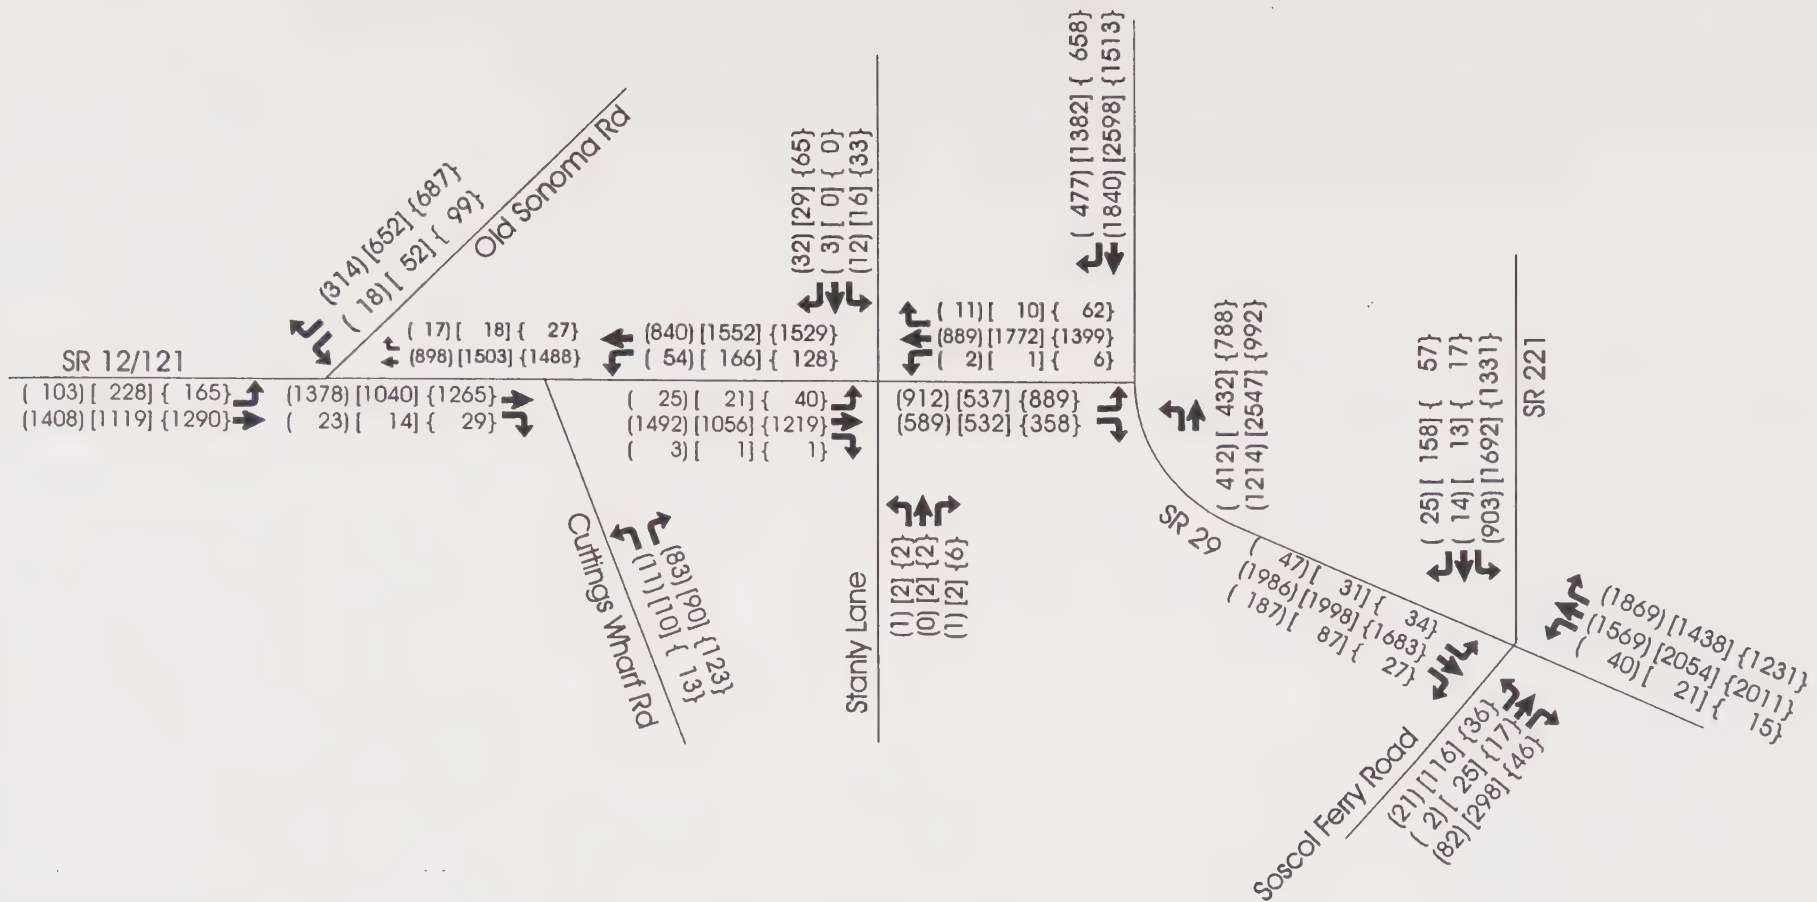 ( 477) [1382] { 658}
(1840) [2598] {1513}
Old Sonoma Rd
(314) [652] {687}
( 18) [ 52] { 99}
(32) [29] {65}
( 3) [ 0] { 0}
(12) [16] {33}
SR 12/121
( 17) [ 18] { 27}
(898) [1503] {1488}
(840) [1552] {1529}
( 54) [ 166] { 128}
( 11) [ 10] { 62}
(889) [1772] {1399}
( 2) [ 1] { 6}
( 103) [ 228] { 165}
(1408) [1119] {1290}
(1378) [1040] {1265}
( 23) [ 14] { 29}
( 25) [ 21] { 40}
(1492) [1056] {1219}
( 3) [ 1] { 1}
(912) [537] {889}
(589) [532] {358}
( 412) [ 432] {788}
(1214) [2547] {992}
( 25) [ 158] { 57}
( 14) [ 13] { 17}
(903) [1692] {1331}
SR 221
Cuttings Wharf Rd
(11) [10] { 13}
(83) [90] {123}
Stanly Lane
(1) [2] {2}
(0) [2] {2}
(1) [2] {6}
SR 29
( 47) [ 31] { 34}
(1986) [1998] {1683}
( 187) [ 87] { 27}
(1869) [1438] {1231}
(1569) [2054] {2011}
( 40) [ 21] { 15}
Soscol Ferry Road
(21) [116] {36}
( 2) [ 25] {17}
(82) [298] {46}